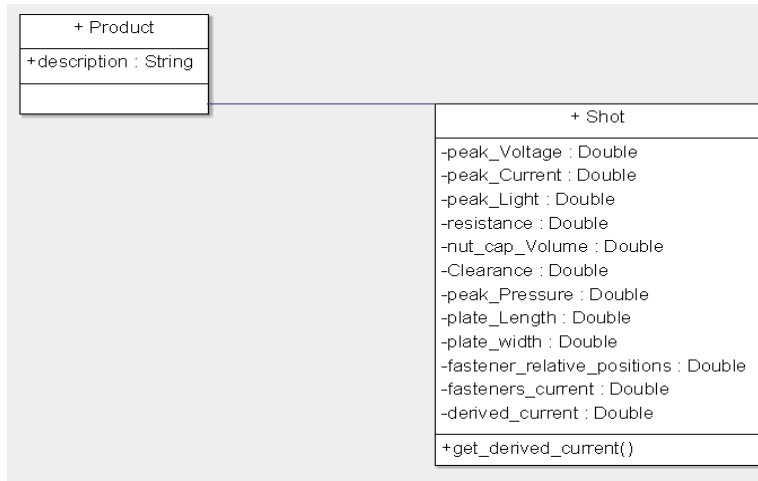 + Product
+description : String
+ Shot
-peak_Voltage : Double
-peak_Current : Double
-peak_Light : Double
-resistance : Double
-nut_cap_Volume : Double
-Clearance : Double
-peak_Pressure : Double
-plate_Length : Double
-plate_width : Double
-fastener_relative_positions : Double
-fasteners_current : Double
-derived_current : Double
+get_derived_current()